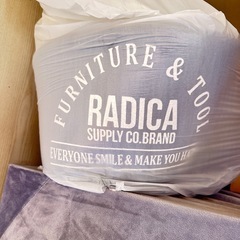 FURNITURE & TOOL
RADICA
SUPPLY CO.BRAND
EVERYONE SMILE & MAKE YOU